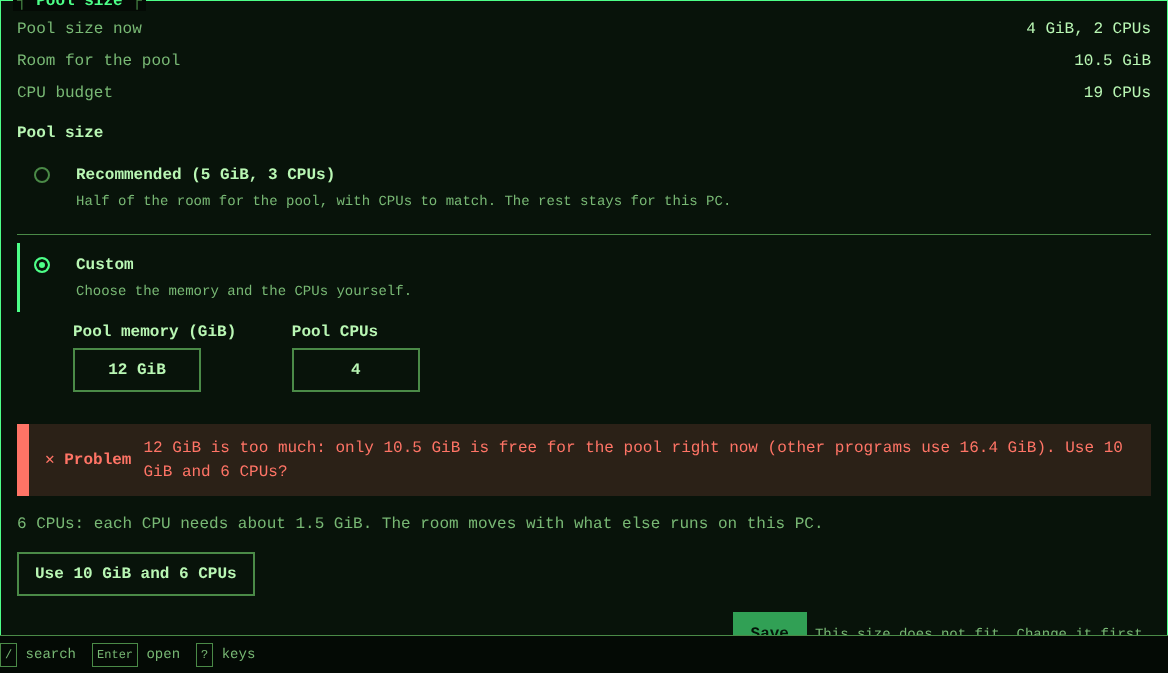 Pool size
Pool size now 4 GiB, 2 CPUs
Room for the pool 10.5 GiB
CPU budget 19 CPUs
Pool size
Recommended (5 GiB, 3 CPUs)
Half of the room for the pool, with CPUs to match. The rest stays for this PC.
Custom
Choose the memory and the CPUs yourself.
Pool memory (GiB) Pool CPUs
12 GiB 4
× Problem 12 GiB is too much: only 10.5 GiB is free for the pool right now (other programs use 16.4 GiB). Use 10
GiB and 6 CPUs?
6 CPUs: each CPU needs about 1.5 GiB. The room moves with what else runs on this PC.
Use 10 GiB and 6 CPUs
Save This size does not fit. Change it first.
/ search Enter open ? keys